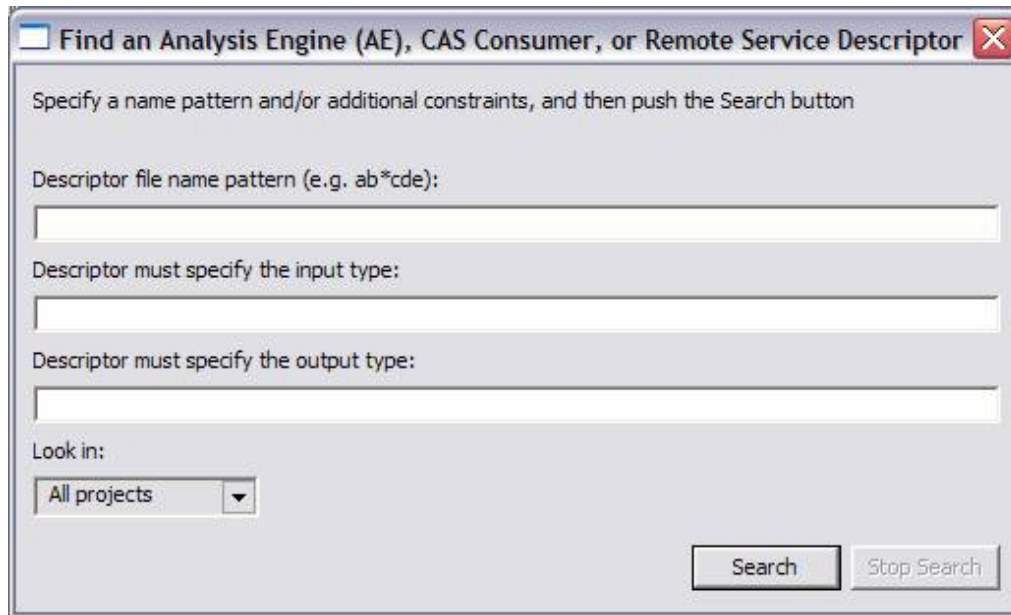 Find an Analysis Engine (AE), CAS Consumer, or Remote Service Descriptor
Specify a name pattern and/or additional constraints, and then push the Search button
Descriptor file name pattern (e.g. ab*cde):
Descriptor must specify the input type:
Descriptor must specify the output type:
Look in:
All projects
Search
Stop Search